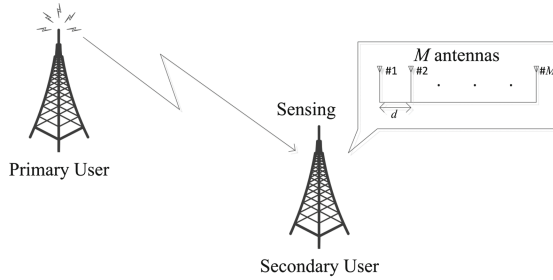 M antennas
#1 #2 #M
d
Sensing
Primary User
Secondary User